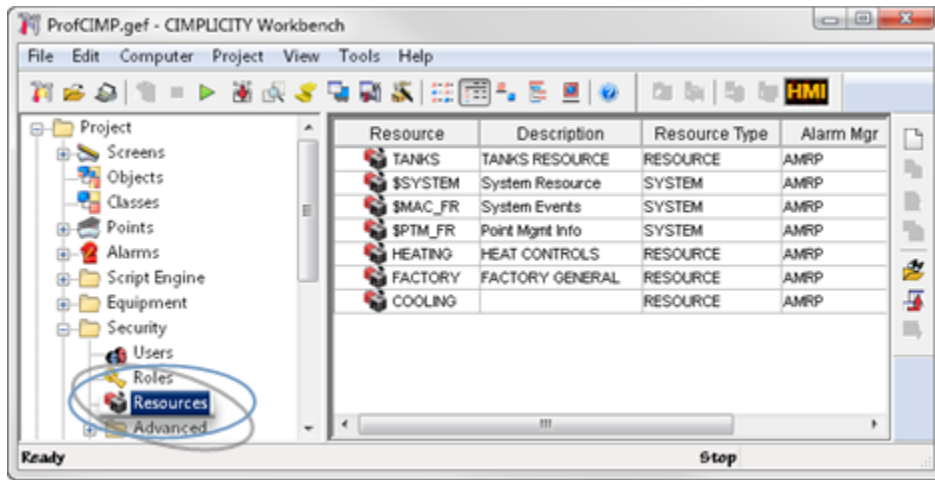 ProfCIMP.gef - CIMPLICITY Workbench
File Edit Computer Project View Tools Help
HMI
Project
Screens
Objects
Classes
Points
Alarms
Script Engine
Equipment
Security
Users
Roles
Resources
Advanced
Resource Description Resource Type Alarm Mgr
TANKS TANKS RESOURCE RESOURCE AMRP
$SYSTEM System Resource SYSTEM AMRP
$MAC_FR System Events SYSTEM AMRP
$PTM_FR Point Mgmt Info SYSTEM AMRP
HEATING HEAT CONTROLS RESOURCE AMRP
FACTORY FACTORY GENERAL RESOURCE AMRP
COOLING RESOURCE AMRP
Ready Stop